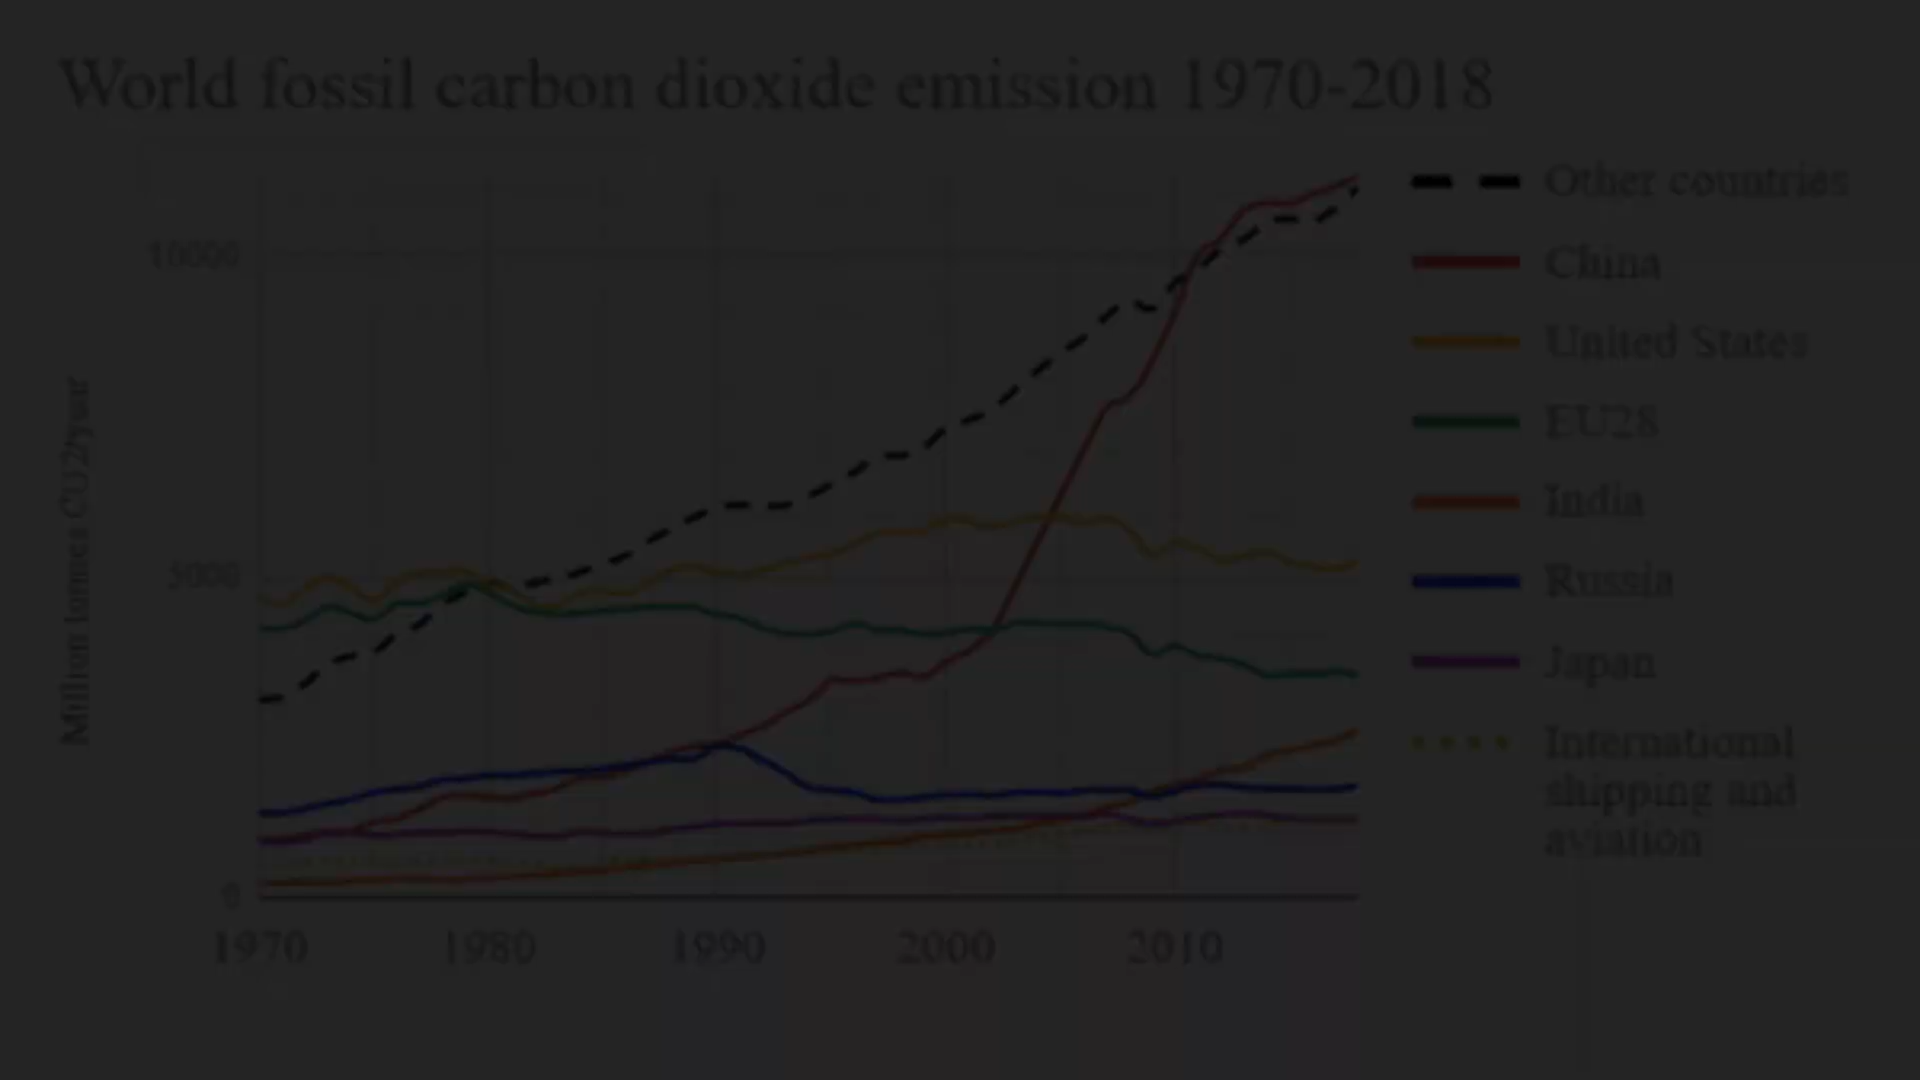 World fossil carbon dioxide emission 1970-2018
Million tonnes CO2/year
10000
5000
0
1970 1980 1990 2000 2010
Other countries
China
United States
EU28
India
Russia
Japan
International
shipping and
aviation